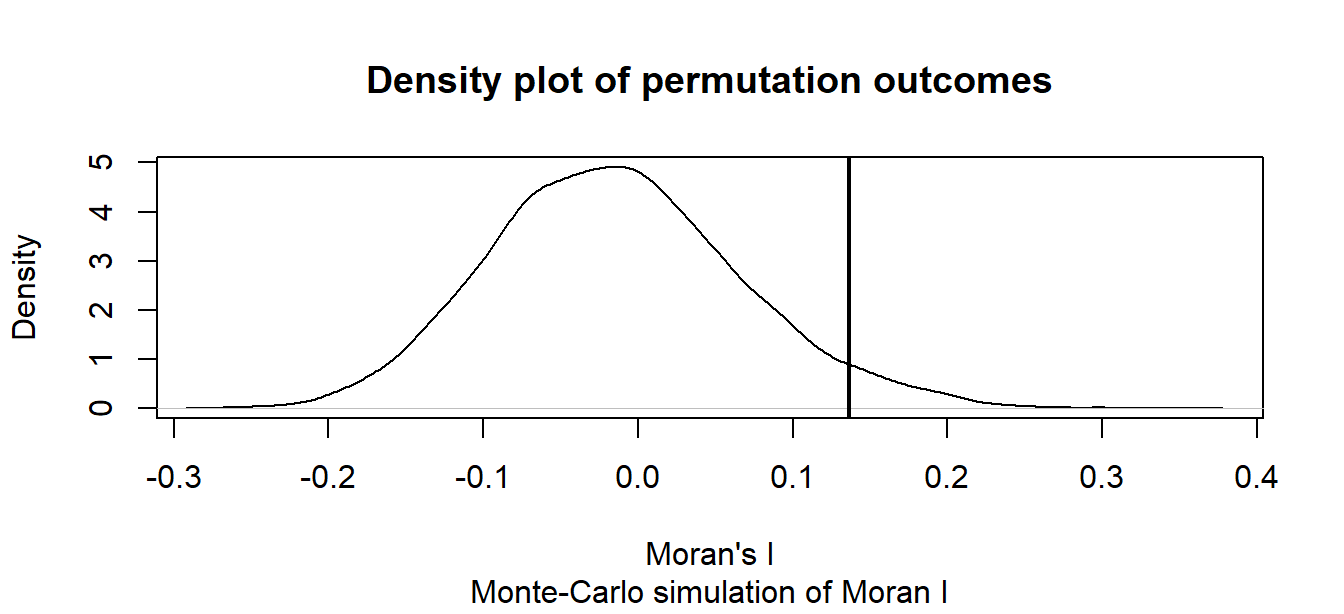 Density plot of permutation outcomes
Density
5
4
3
2
1
0
-0.3 -0.2 -0.1 0.0 0.1 0.2 0.3 0.4
Moran's I
Monte-Carlo simulation of Moran I